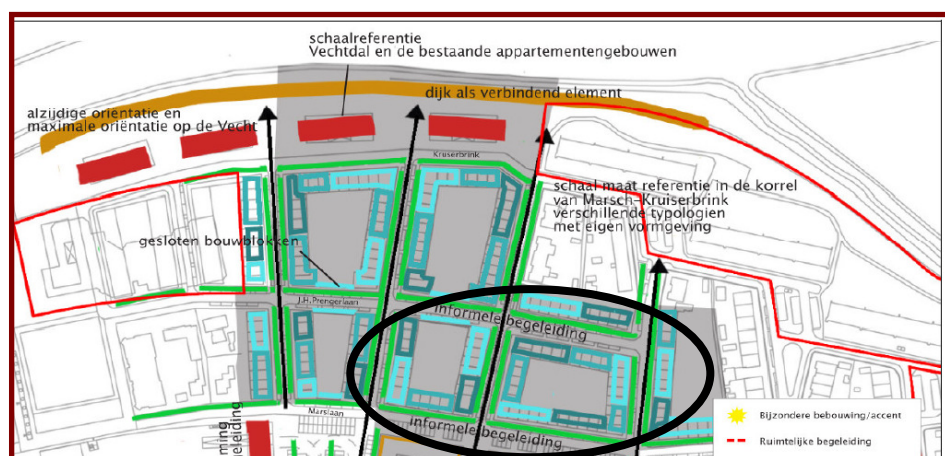 schaalreferentie
Vechtdal en de bestaande appartementengebouwen
dijk als verbindend element
alzijdige oriëntatie en
maximale oriëntatie op de Vecht
Kruiserbrink
schaal maat referentie in de korrel
van Marsch-Kruiserbrink
verschillende typologien
met eigen vormgeving
gesloten bouwblokken
J.H. Prengerlaan
informele begeleiding
Marslaan
informele begeleiding
Bijzondere bebouwing/accent
Ruimtelijke begeleiding